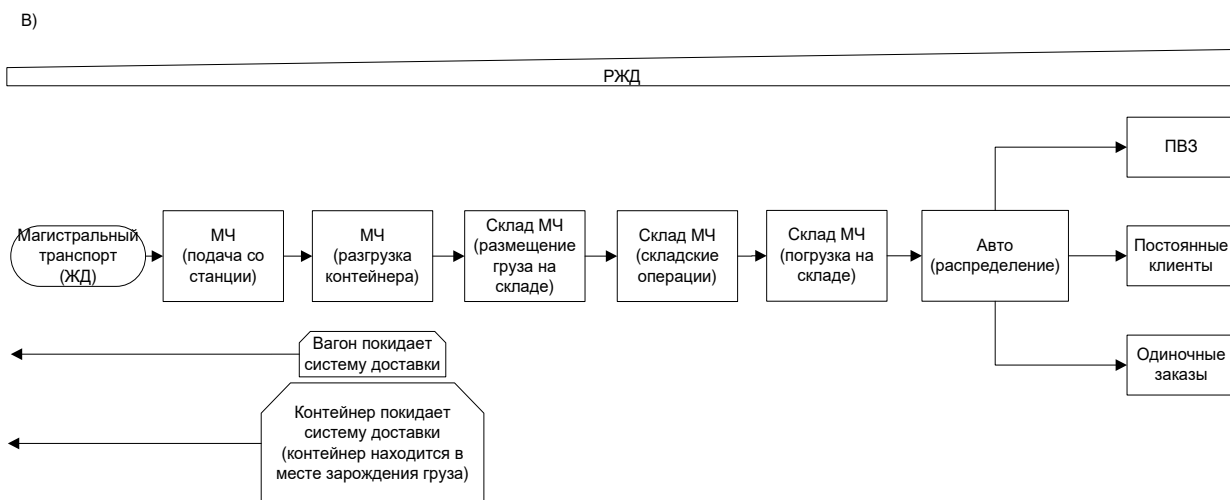 В)
РЖД
ПВЗ
Магистральный
транспорт
(ЖД)
МЧ
(подача со
станции)
МЧ
(разгрузка
контейнера)
Склад МЧ
(размещение
груза на
складе)
Склад МЧ
(складские
операции)
Склад МЧ
(погрузка на
складе)
Авто
(распределение)
Постоянные
клиенты
Одиночные
заказы
Вагон покидает
систему доставки
Контейнер покидает
систему доставки
(контейнер находится в
месте зарождения груза)